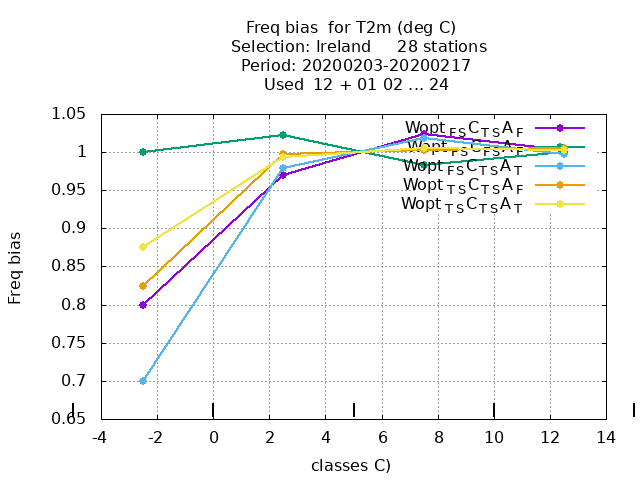 Freq bias  for T2m (deg C)
Selection: Ireland     28 stations
Period: 20200203-20200217
Used  12 + 01 02 ... 24
1.05
1
0.95
0.9
0.85
0.8
0.75
0.7
0.65
Freq bias
Wopt FS C TS A F
Wopt TS
Wopt FS C TS A T
Wopt TS C TS A F
Wopt TS C TS A T
-4 -2 0 2 4 6 8 10 12 14
classes C)